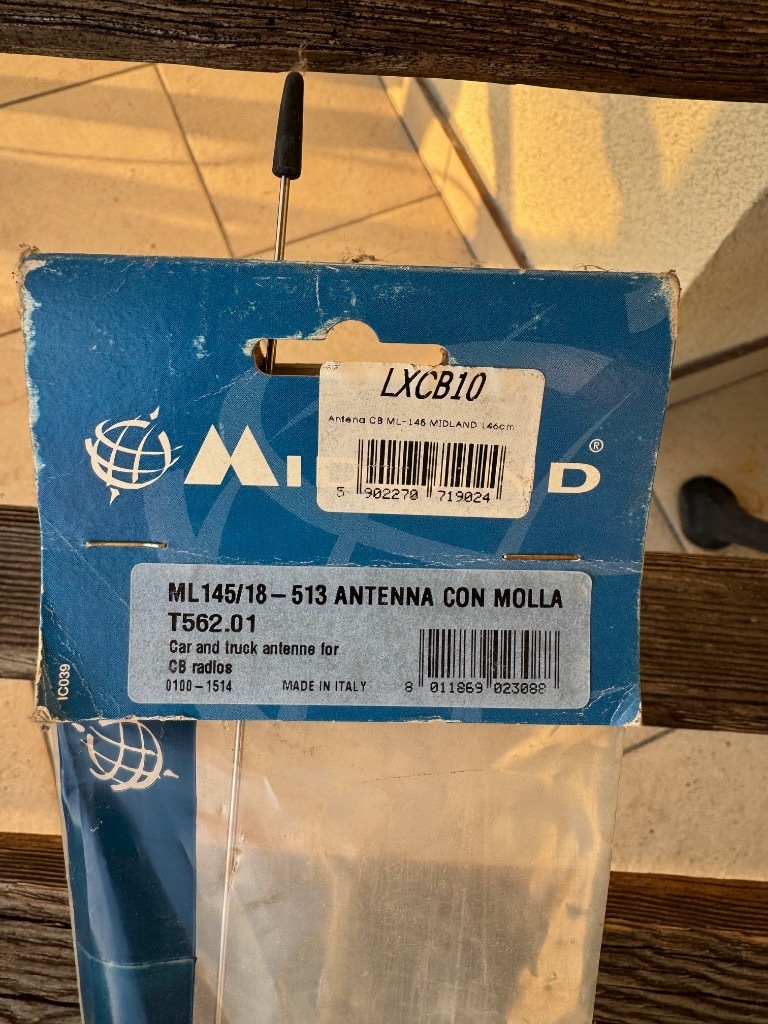 LXCB10
Antena CB ML-145 MIDLAND 146cm
5 902270 719024
MI D ®
ML145/18-513 ANTENNA CON MOLLA
T562.01
Car and truck antenne for
CB radios
0100-1514 MADE IN ITALY 8 011869 023088
IC039